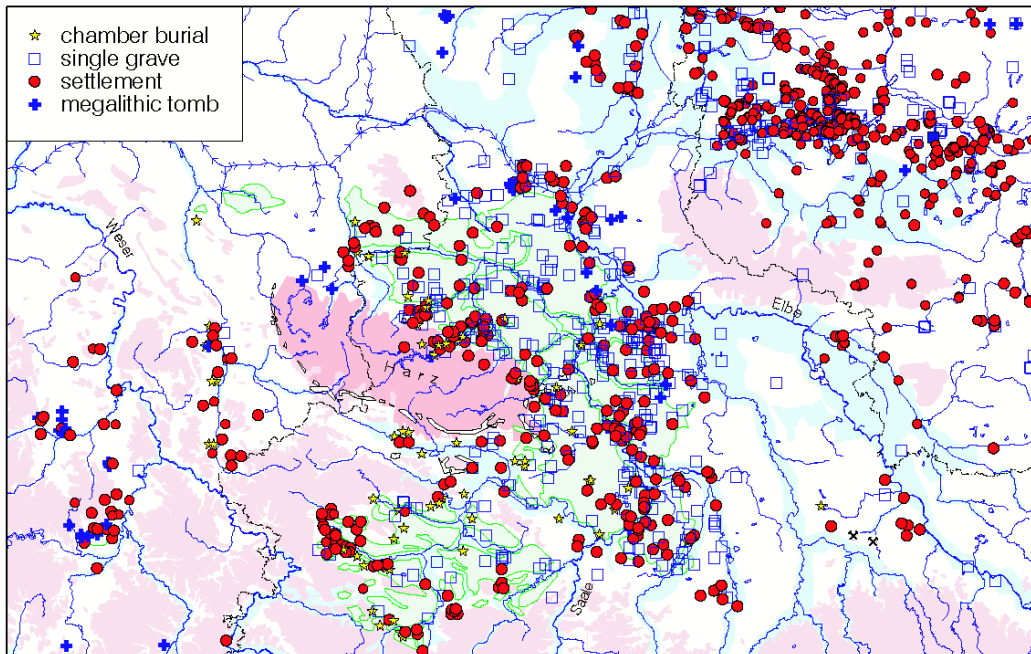 chamber burial
single grave
settlement
megalithic tomb
Weser
Elbe
Harz
Saale